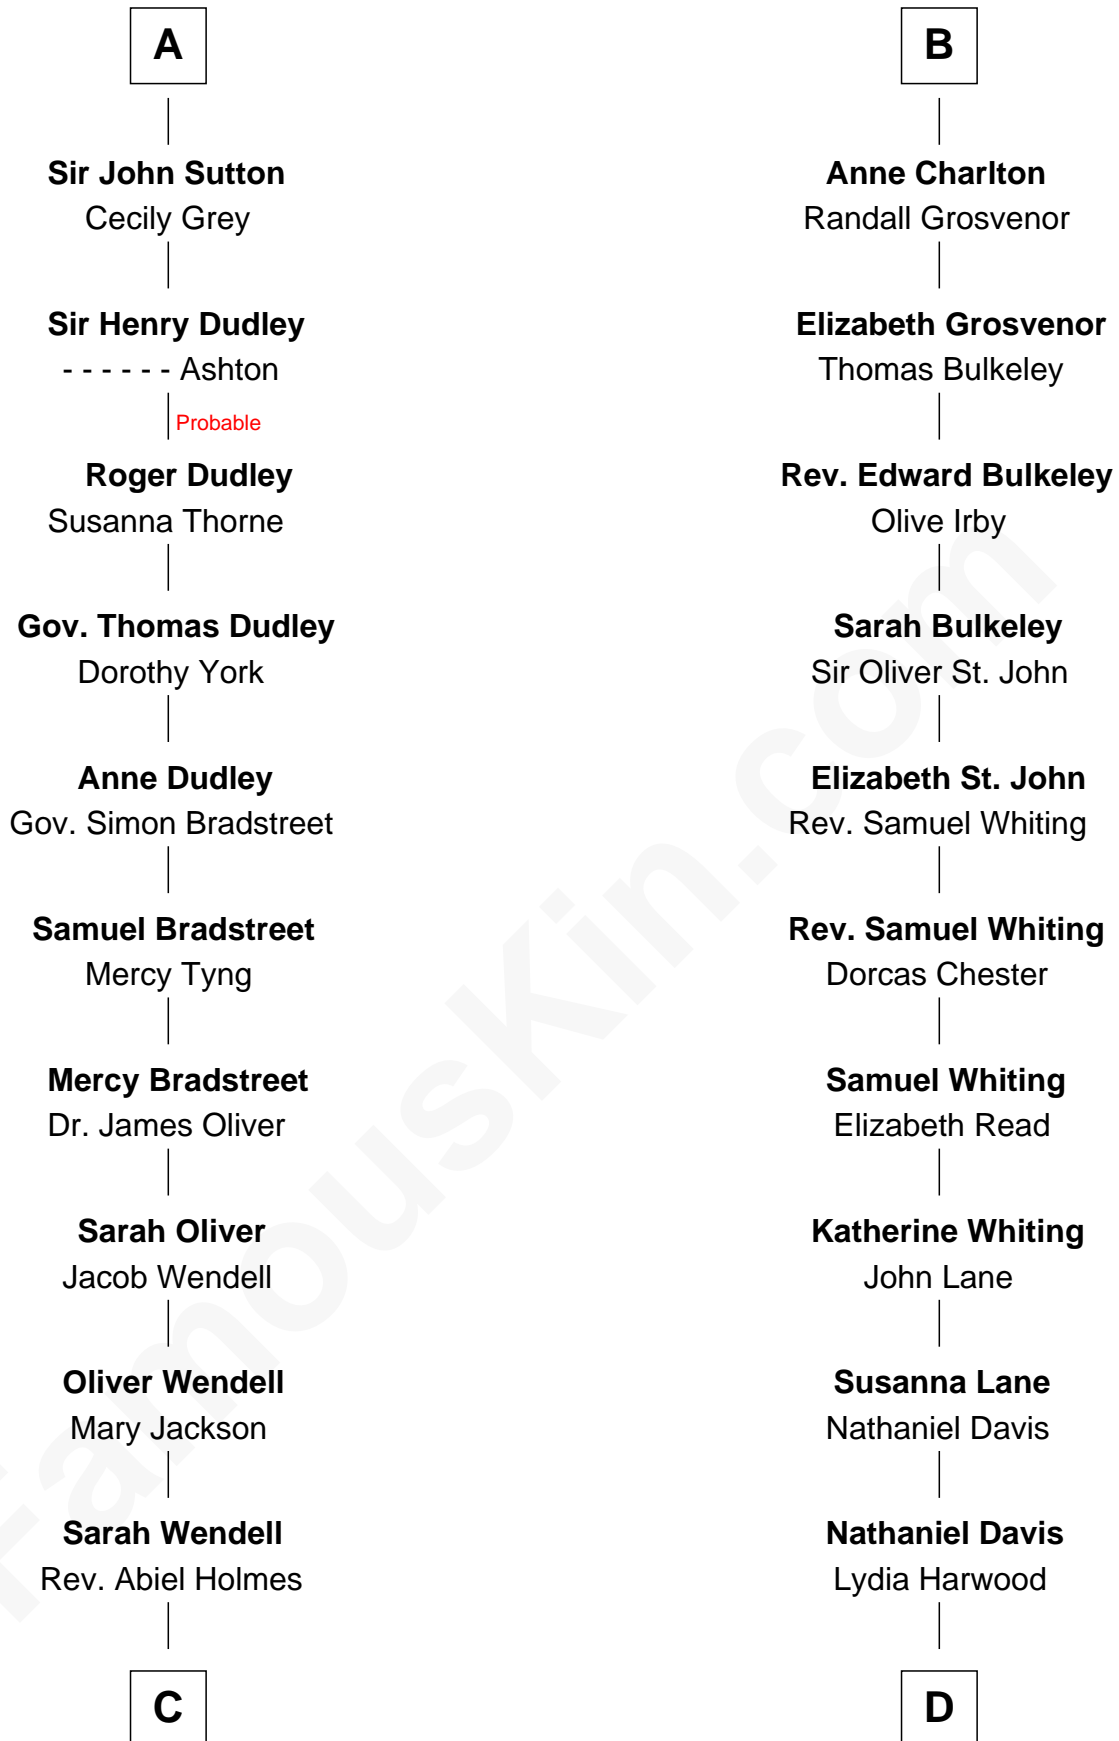 A
Sir John Sutton
Cecily Grey
Sir Henry Dudley
- - - - - - Ashton
Probable
Roger Dudley
Susanna Thorne
Gov. Thomas Dudley
Dorothy York
Anne Dudley
Gov. Simon Bradstreet
Samuel Bradstreet
Mercy Tyng
Mercy Bradstreet
Dr. James Oliver
Sarah Oliver
Jacob Wendell
Oliver Wendell
Mary Jackson
Sarah Wendell
Rev. Abiel Holmes
C
B
Anne Charlton
Randall Grosvenor
Elizabeth Grosvenor
Thomas Bulkeley
Rev. Edward Bulkeley
Olive Irby
Sarah Bulkeley
Sir Oliver St. John
Elizabeth St. John
Rev. Samuel Whiting
Rev. Samuel Whiting
Dorcas Chester
Samuel Whiting
Elizabeth Read
Katherine Whiting
John Lane
Susanna Lane
Nathaniel Davis
Nathaniel Davis
Lydia Harwood
D
FamousKin.com